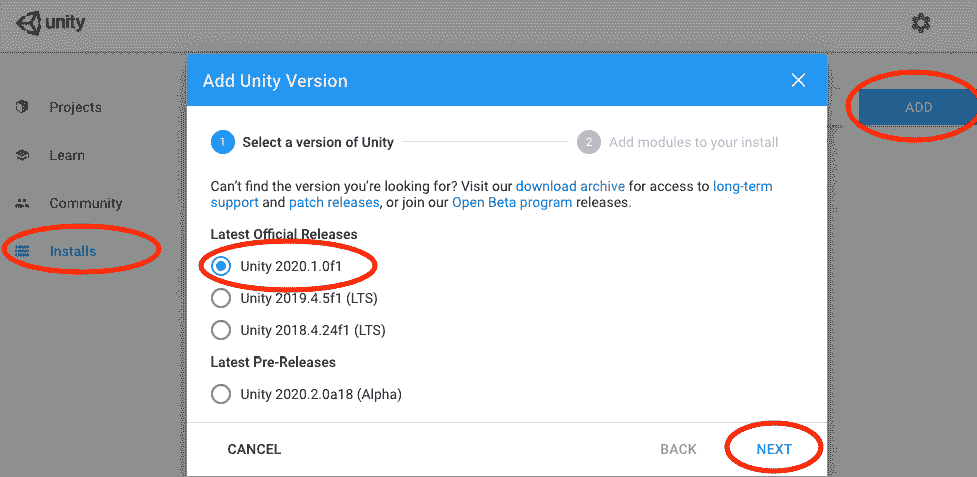 unity
Projects
Learn
Community
Installs
ADD
Add Unity Version
1 Select a version of Unity
2 Add modules to your install
Can't find the version you're looking for? Visit our download archive for access to long-term
support and patch releases, or join our Open Beta program releases.
Latest Official Releases
Unity 2020.1.0f1
Unity 2019.4.5f1 (LTS)
Unity 2018.4.24f1 (LTS)
Latest Pre-Releases
Unity 2020.2.0a18 (Alpha)
CANCEL
BACK
NEXT